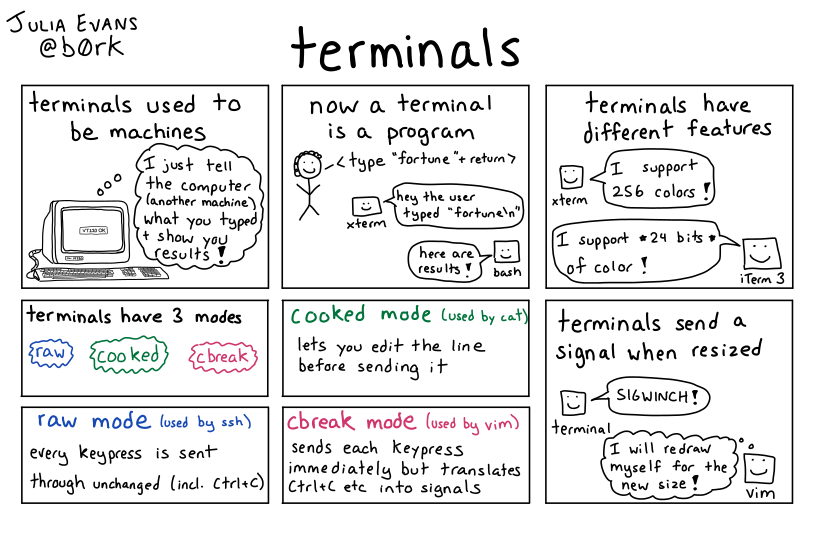 JULIA EVANS
@b0rk
terminals
terminals used to
be machines
I just tell
the computer
(another machine)
what you typed
+ show you
results!
VT100 OK
now a terminal
is a program
<type "fortune"+ return>
hey the user
typed "fortune\n"
xterm
here are
results!
bash
terminals have
different features
I support
256 colors!
xterm
I support *24 bits*
of color!
iTerm 3
terminals have 3 modes
raw
cooked
cbreak
cooked mode (used by cat)
lets you edit the line
before sending it
raw mode (used by ssh)
every keypress is sent
through unchanged (incl. Ctrl+C)
cbreak mode (used by vim)
sends each keypress
immediately but translates
Ctrl+C etc into signals
terminals send a
signal when resized
SIGWINCH!
terminal
I will redraw
myself for the
new size!
vim